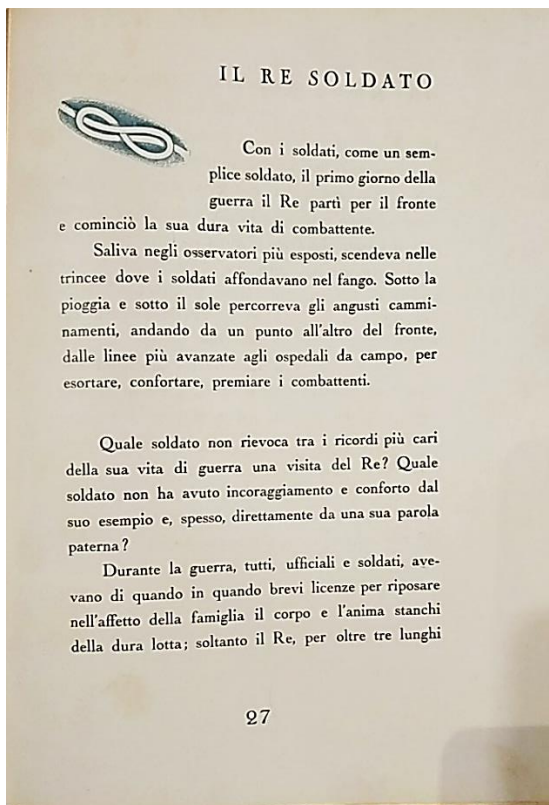 IL RE SOLDATO
Con i soldati, come un sem-
plice soldato, il primo giorno della
guerra il Re partì per il fronte
e cominciò la sua dura vita di combattente.
Saliva negli osservatori più esposti, scendeva nelle
trincee dove i soldati affondavano nel fango. Sotto la
pioggia e sotto il sole percorreva gli angusti cammi-
namenti, andando da un punto all'altro del fronte,
dalle linee più avanzate agli ospedali da campo, per
esortare, confortare, premiare i combattenti.
Quale soldato non rievoca tra i ricordi più cari
della sua vita di guerra una visita del Re? Quale
soldato non ha avuto incoraggiamento e conforto dal
suo esempio e, spesso, direttamente da una sua parola
paterna?
Durante la guerra, tutti, ufficiali e soldati, ave-
vano di quando in quando brevi licenze per riposare
nell'affetto della famiglia il corpo e l'anima stanchi
della dura lotta; soltanto il Re, per oltre tre lunghi
27